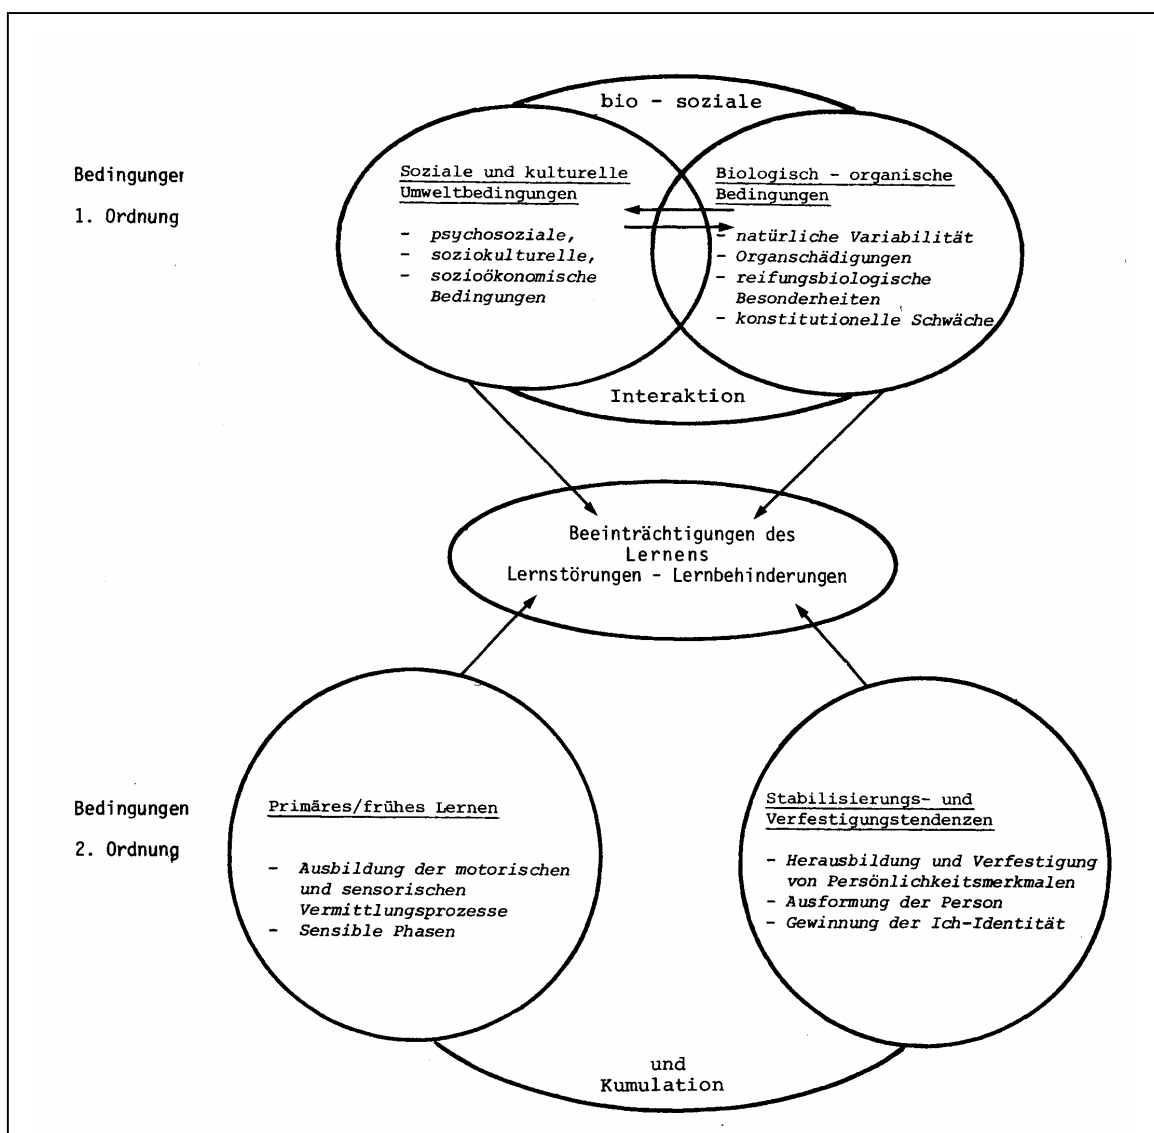 bio - soziale
Bedingungen
1. Ordnung
Soziale und kulturelle
Umweltbedingungen
- psychosoziale,
- soziokulturelle,
- sozioökonomische
Bedingungen
Biologisch - organische
Bedingungen
- natürliche Variabilität
- Organschädigungen
- reifungsbiologische
Besonderheiten
- konstitutionelle Schwäche
Interaktion
Beeinträchtigungen des
Lernens
Lernstörungen - Lernbehinderungen
Bedingungen
2. Ordnung
Primäres/frühes Lernen
- Ausbildung der motorischen
und sensorischen
Vermittlungsprozesse
- Sensible Phasen
Stabilisierungs- und
Verfestigungstendenzen
- Herausbildung und Verfestigung
von Persönlichkeitsmerkmalen
- Ausformung der Person
- Gewinnung der Ich-Identität
und
Kumulation